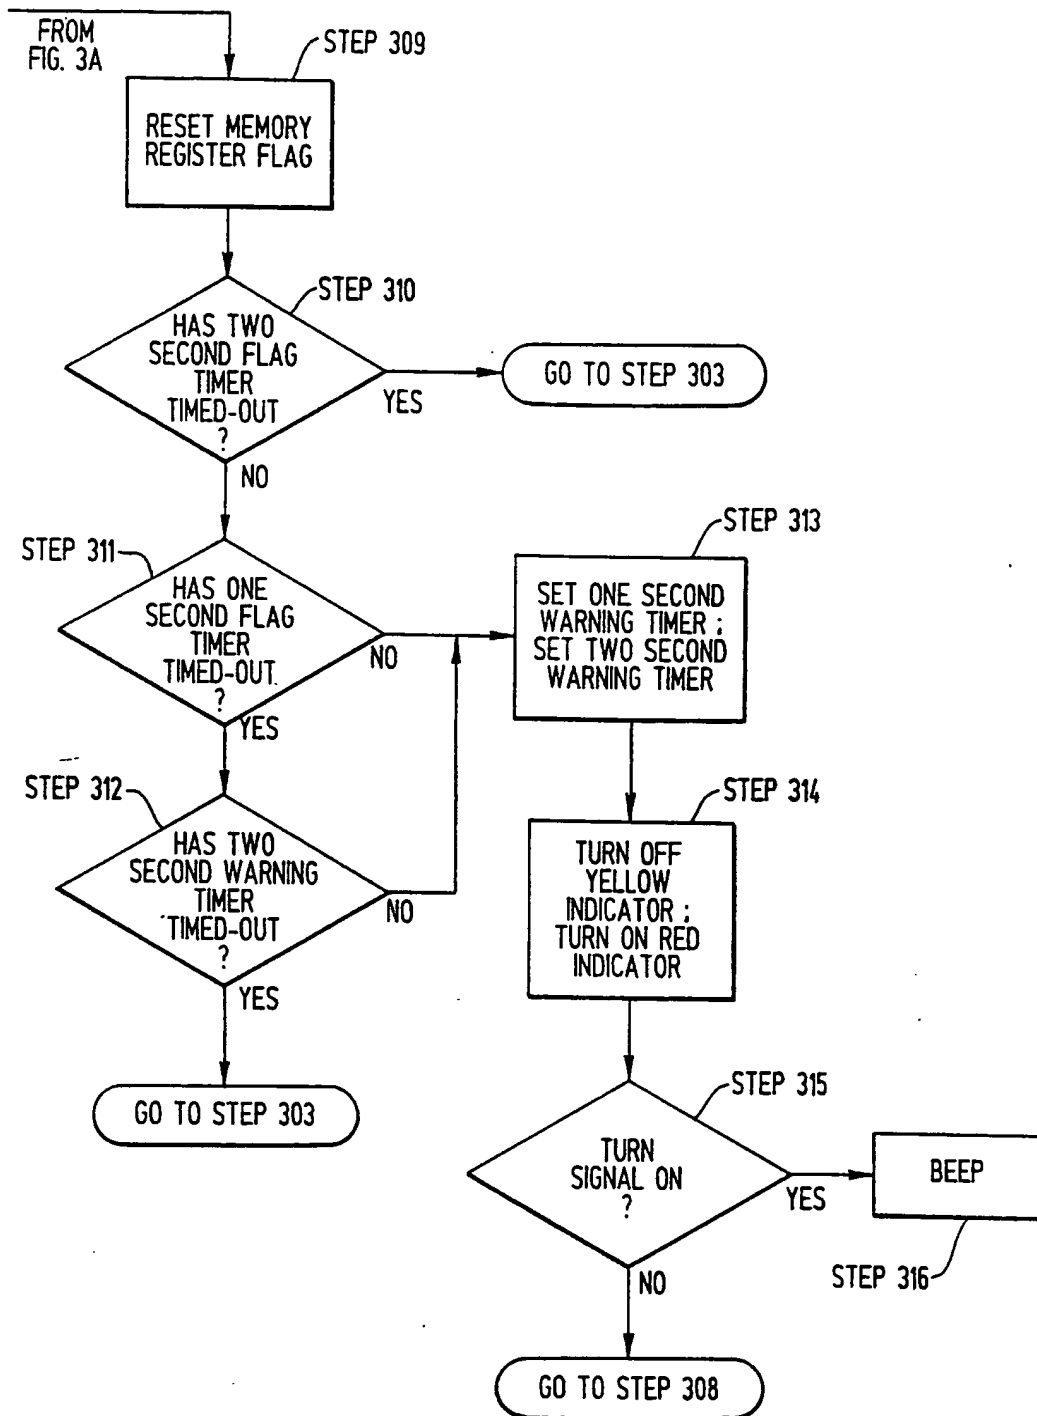 FROM
FIG. 3A
STEP 309
RESET MEMORY
REGISTER FLAG
STEP 310
HAS TWO
SECOND FLAG
TIMER
TIMED-OUT
?
YES
GO TO STEP 303
NO
STEP 311
HAS ONE
SECOND FLAG
TIMER
TIMED-OUT
?
NO
YES
STEP 313
SET ONE SECOND
WARNING TIMER ;
SET TWO SECOND
WARNING TIMER
STEP 312
HAS TWO
SECOND WARNING
TIMER
TIMED-OUT
?
NO
YES
GO TO STEP 303
STEP 314
TURN OFF
YELLOW
INDICATOR ;
TURN ON RED
INDICATOR
STEP 315
TURN
SIGNAL ON
?
YES
BEEP
STEP 316
NO
GO TO STEP 308